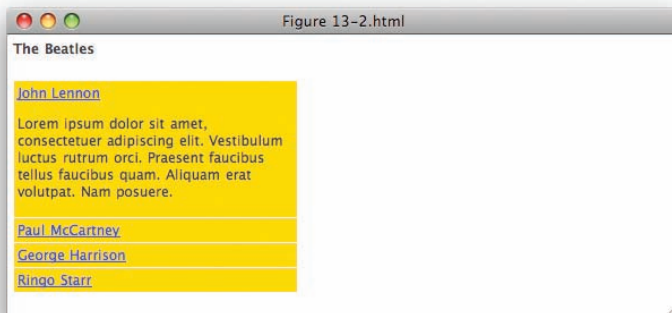 Figure 13-2.html
The Beatles
John Lennon
Lorem ipsum dolor sit amet,
consectetuer adipiscing elit. Vestibulum
luctus rutrum orci. Praesent faucibus
tellus faucibus quam. Aliquam erat
volutpat. Nam posuere.
Paul McCartney
George Harrison
Ringo Starr